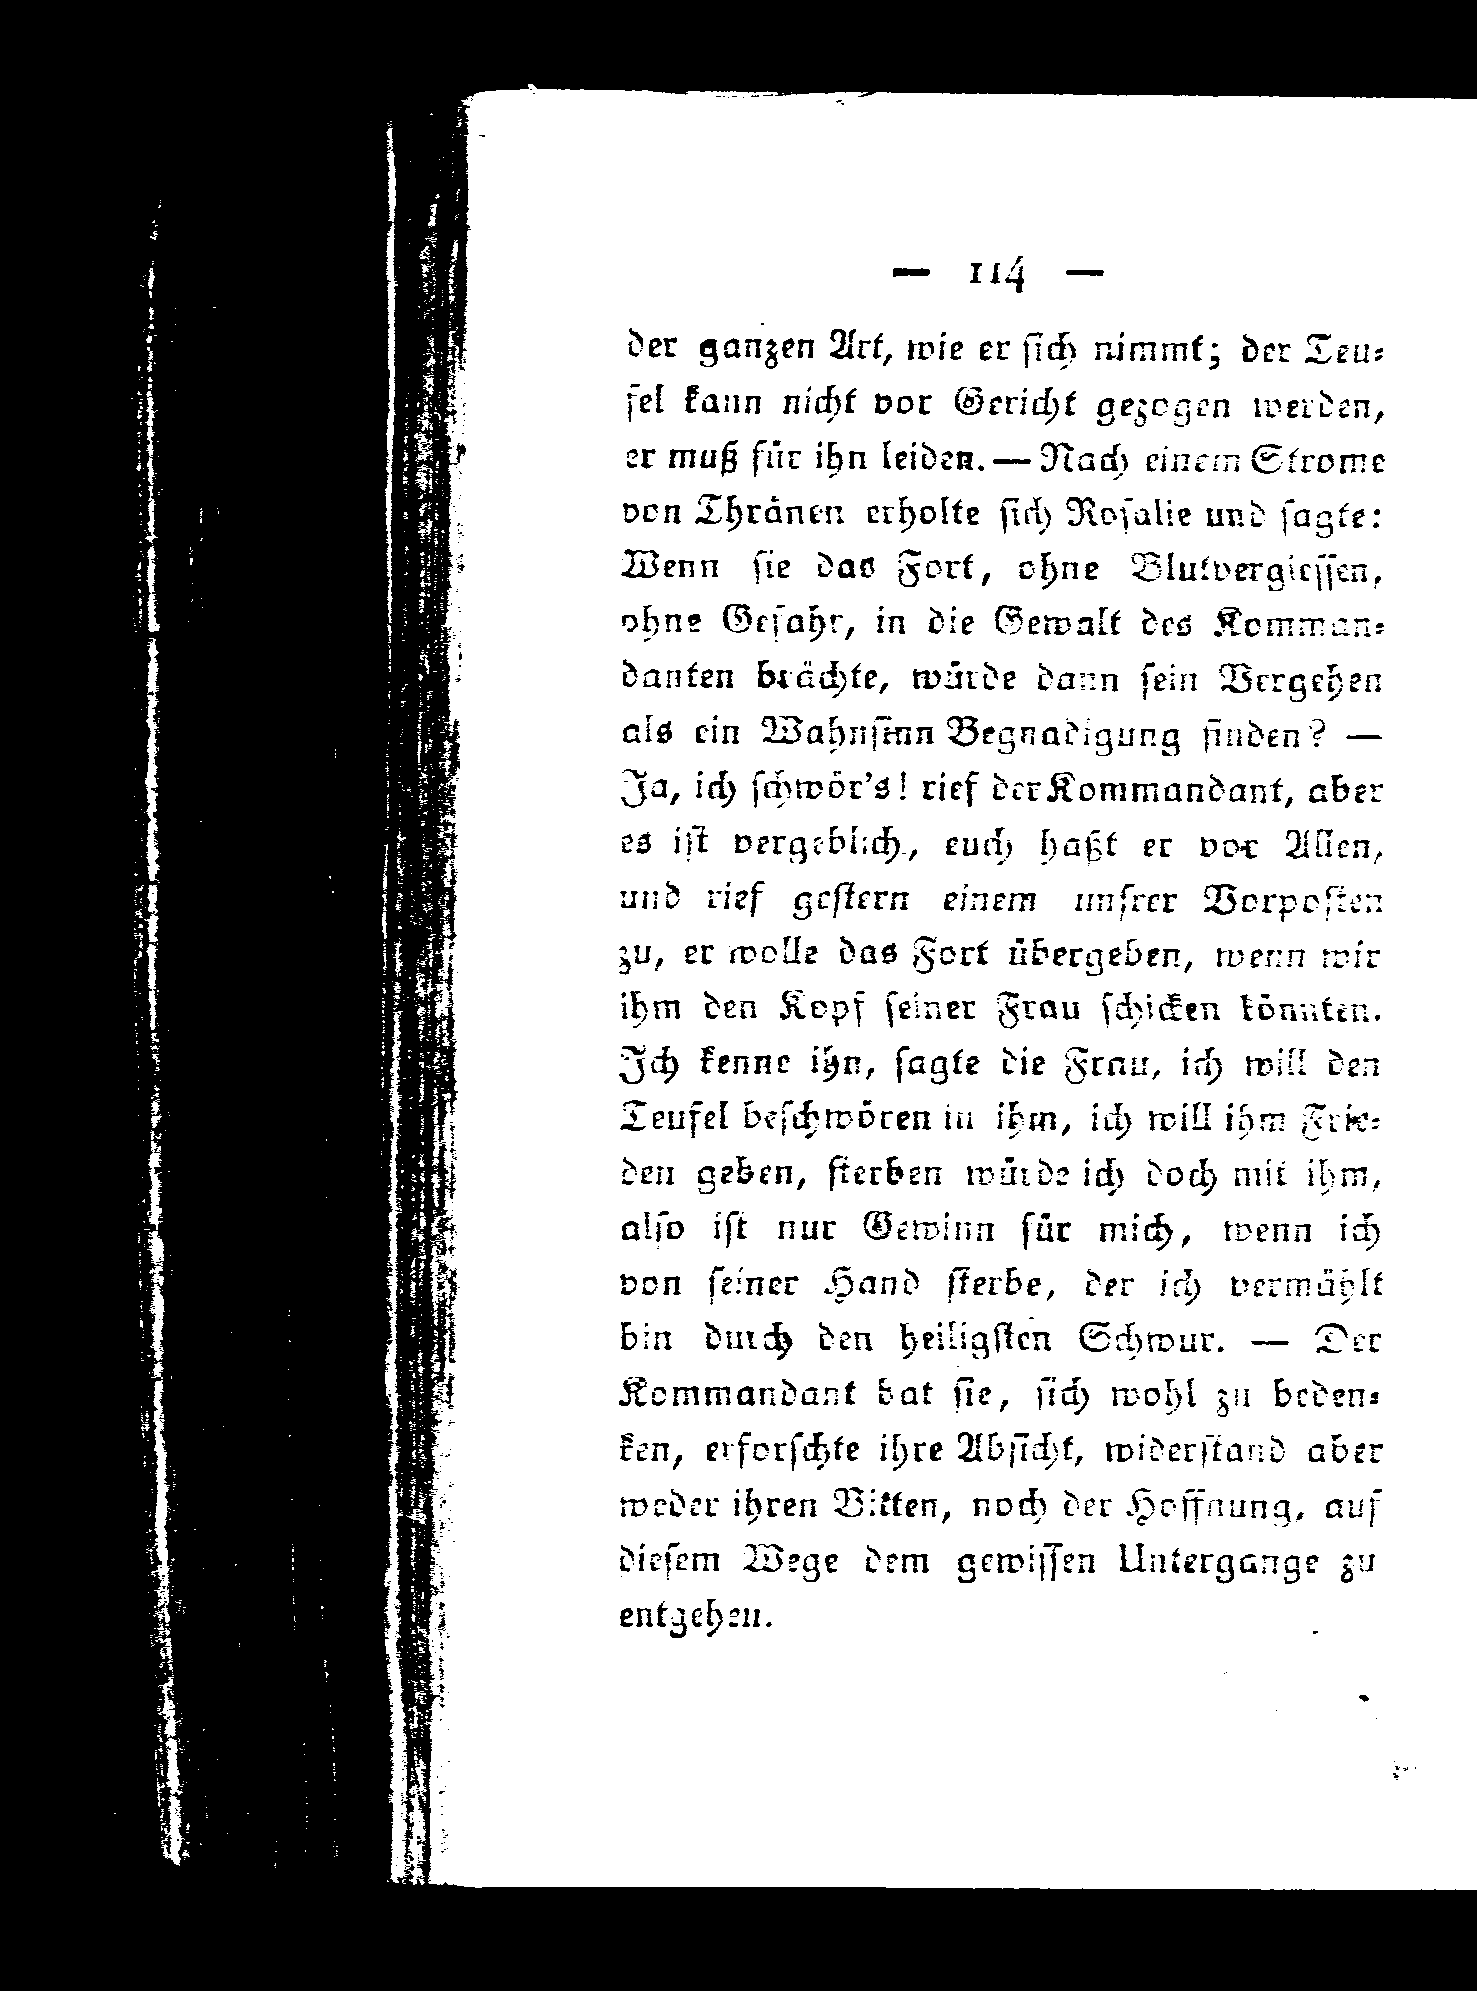 — 114 —
der ganzen Art, wie er ſich nimmt; der Teu⸗
fel kann nicht vor Gericht gezogen werden,
er muß für ihn leiden. — Nach einem Strome
von Thränen erholte ſich Roſalie und ſagte:
Wenn ſie das Fort, ohne Blutvergieſſen,
ohne Gefahr, in die Gewalt des Komman⸗
danten brächte, würde dann ſein Vergehen
als ein Wahnſinn Begnadigung finden? —
Ja, ich ſchwör's! rief der Kommandant, aber
es iſt vergeblich, euch haßt er vor Allen,
und rief geſtern einem unſrer Vorpoſten
zu, er wolle das Fort übergeben, wenn wir
ihm den Kopf ſeiner Frau ſchicken könnten.
Ich kenne ihn, ſagte die Frau, ich will den
Teufel beſchwören in ihm, ich will ihm Frie⸗
den geben, ſterben würde ich doch mit ihm,
alſo iſt nur Gewinn für mich, wenn ich
von ſeiner Hand ſterbe, der ich vermählt
bin durch den heiligſten Schwur. — Der
Kommandant bat ſie, ſich wohl zu beden⸗
ken, erforſchte ihre Abſicht, widerſtand aber
weder ihren Bitten, noch der Hoffnung, auf
dieſem Wege dem gewiſſen Untergange zu
entgehen.